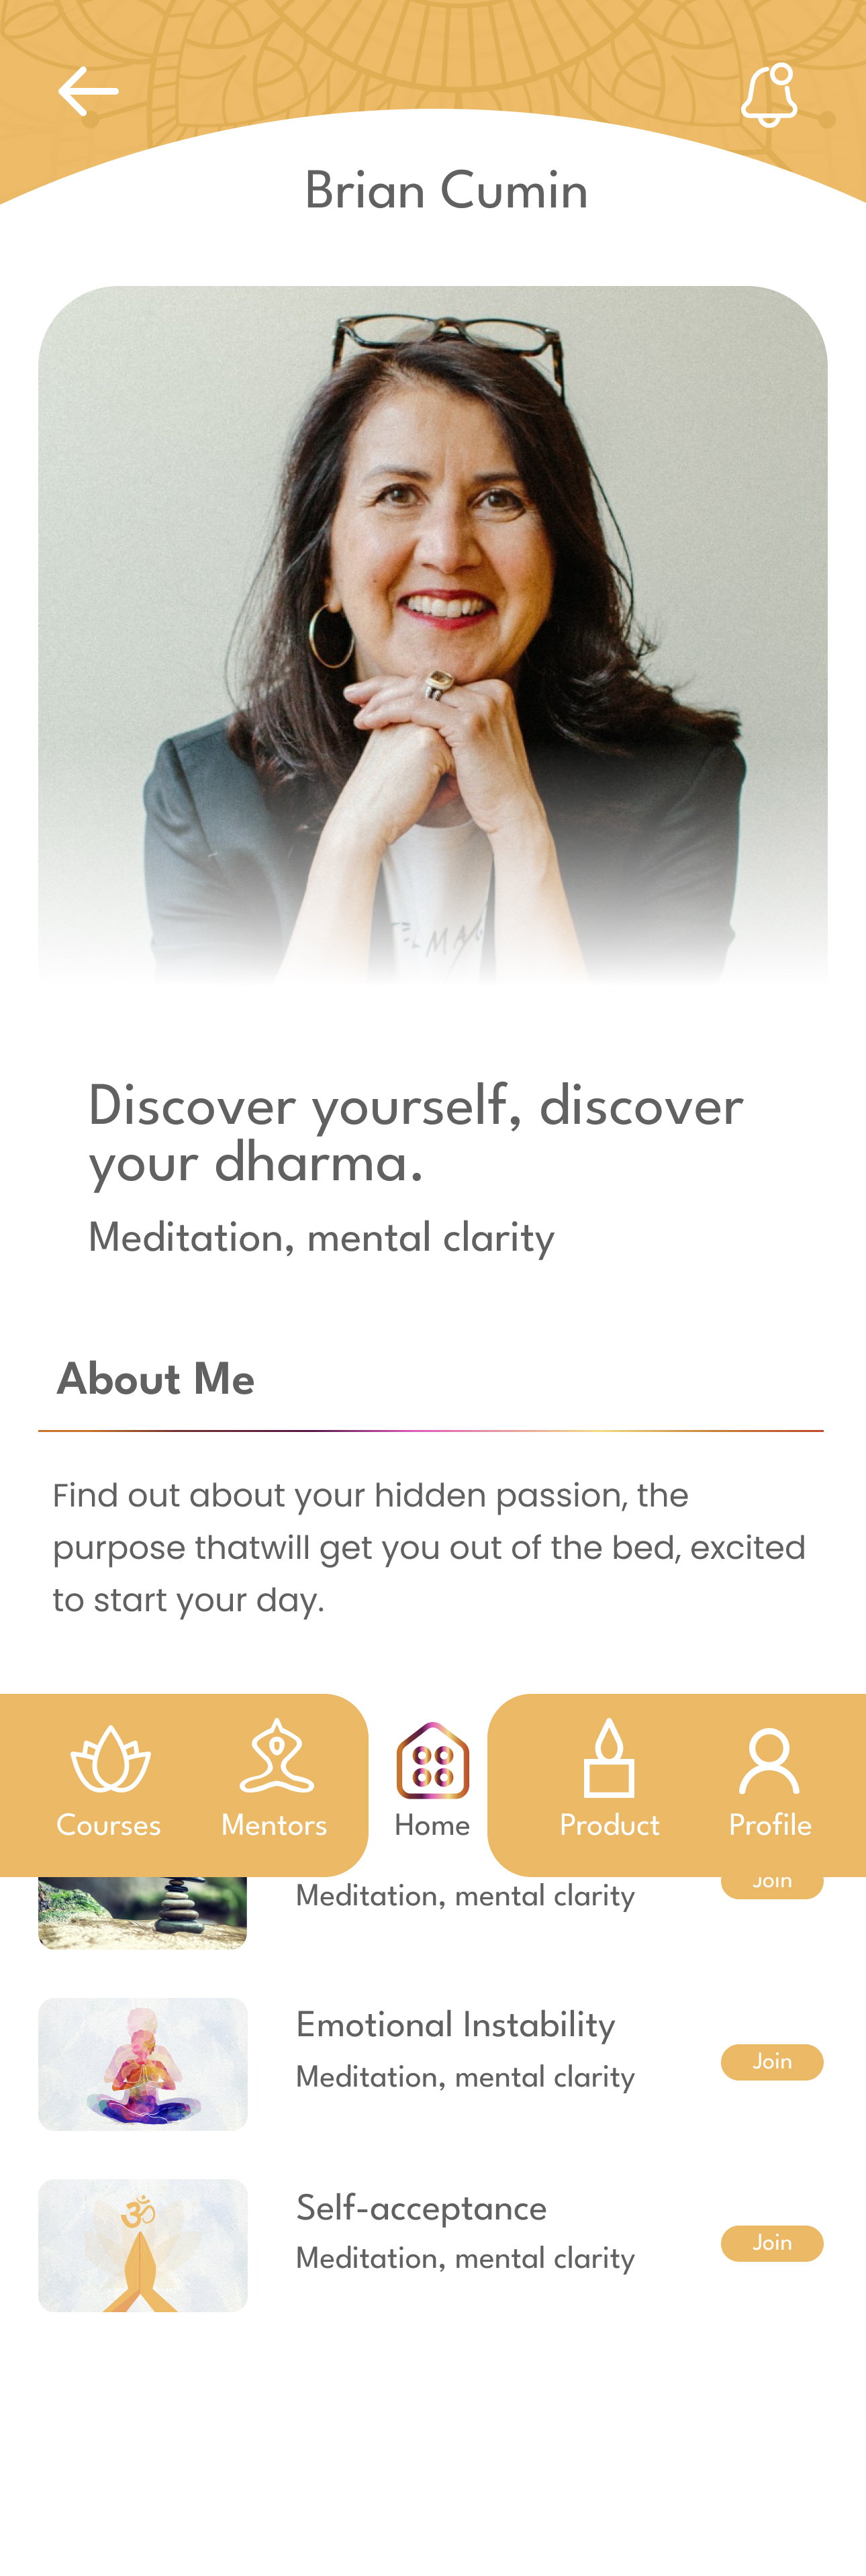 Brian Cumin
Discover yourself, discover
your dharma.
Meditation, mental clarity
About Me
Find out about your hidden passion, the
purpose thatwill get you out of the bed, excited
to start your day.
Courses
Mentors
Home
Product
Profile
Meditation, mental clarity
Join
Emotional Instability
Meditation, mental clarity
Join
Self-acceptance
Meditation, mental clarity
Join